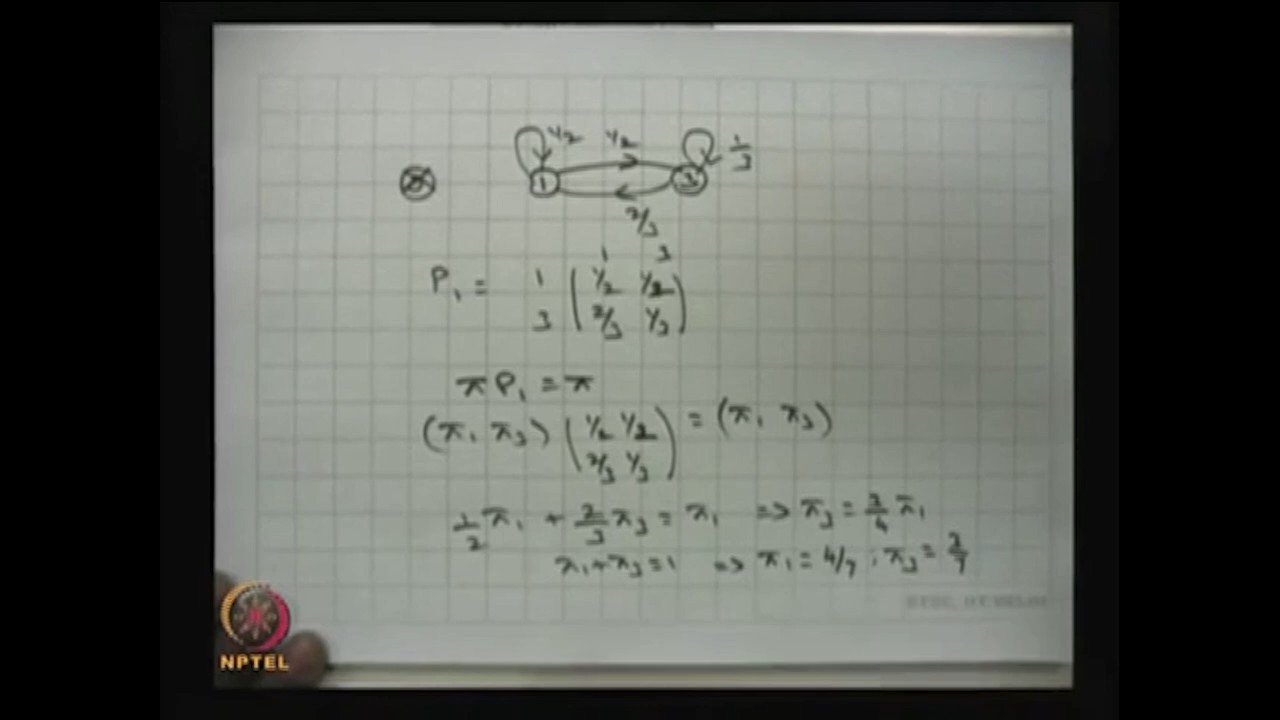 1/2 1/2 1/3
1 3
2/3
1 3
P₁ = 1 ( 1/2 1/2
3 2/3 1/3 )
π P₁ = π
(π₁ π₃) ( 1/2 1/2 = (π₁ π₃)
2/3 1/3 )
1/2 π₁ + 2/3 π₃ = π₁ ⇒ π₃ = 3/4 π₁
π₁ + π₃ = 1 ⇒ π₁ = 4/7 ; π₃ = 3/7
NPTEL